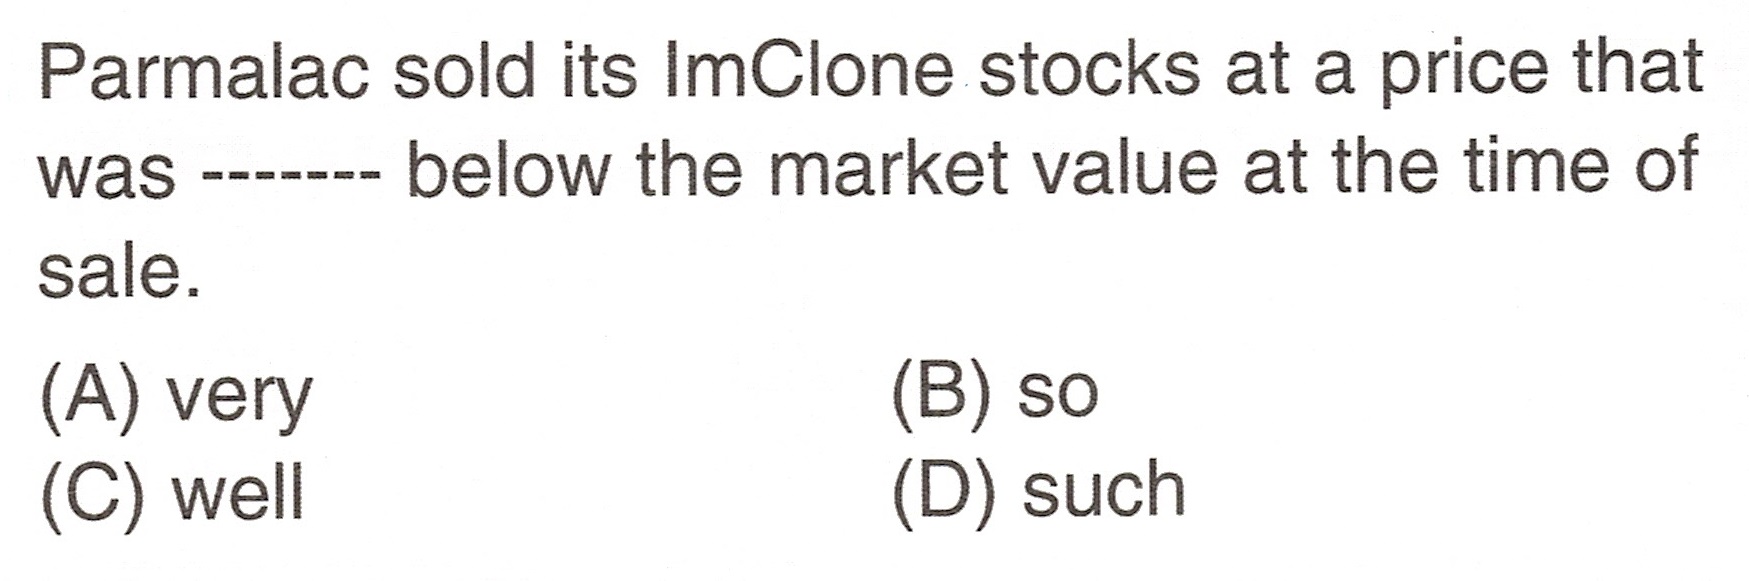 Parmalac sold its ImClone stocks at a price that
was ------- below the market value at the time of
sale.
(A) very (B) so
(C) well (D) such